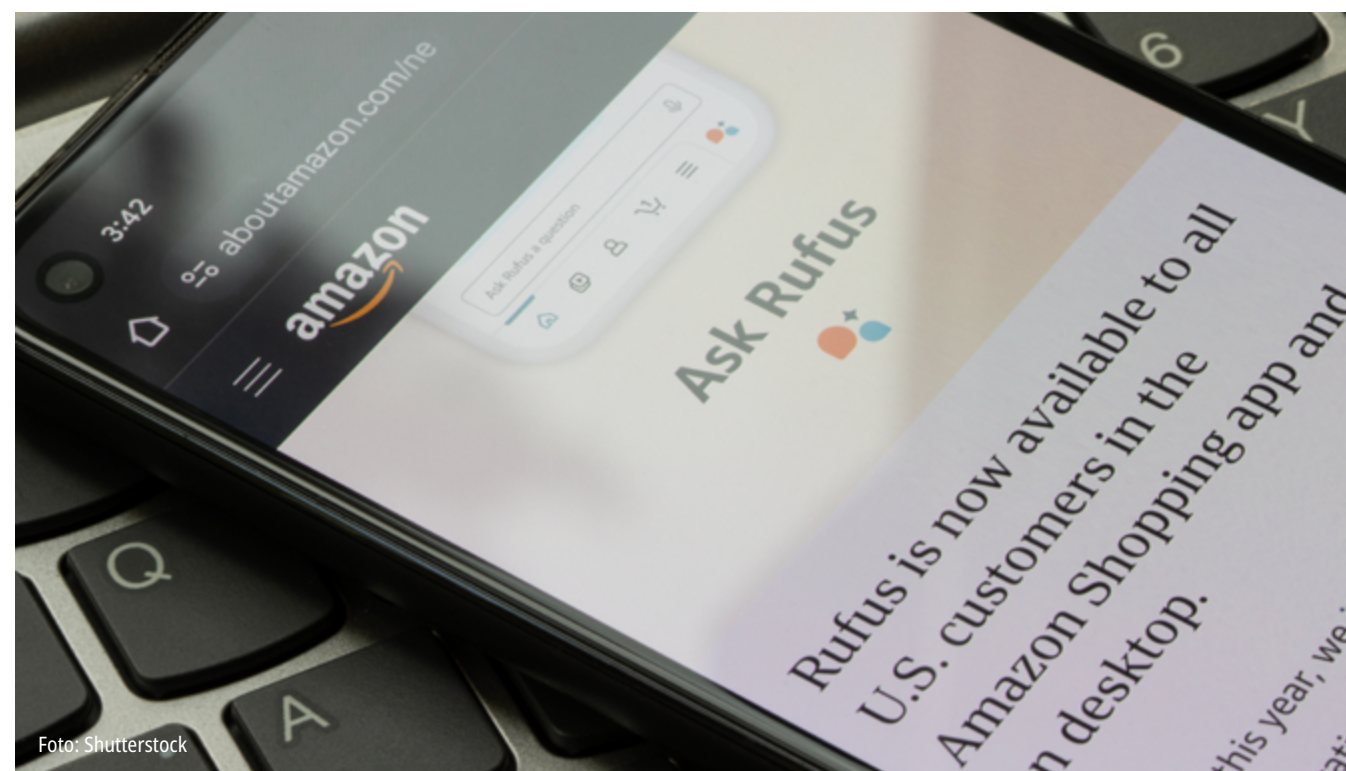 3:42
aboutamazon.com/ne
amazon
Ask Rufus a question
Ask Rufus
Rufus is now available to all
U.S. customers in the
Amazon Shopping app and
n desktop.
this year, we
6
Y
Q
A
Foto: Shutterstock